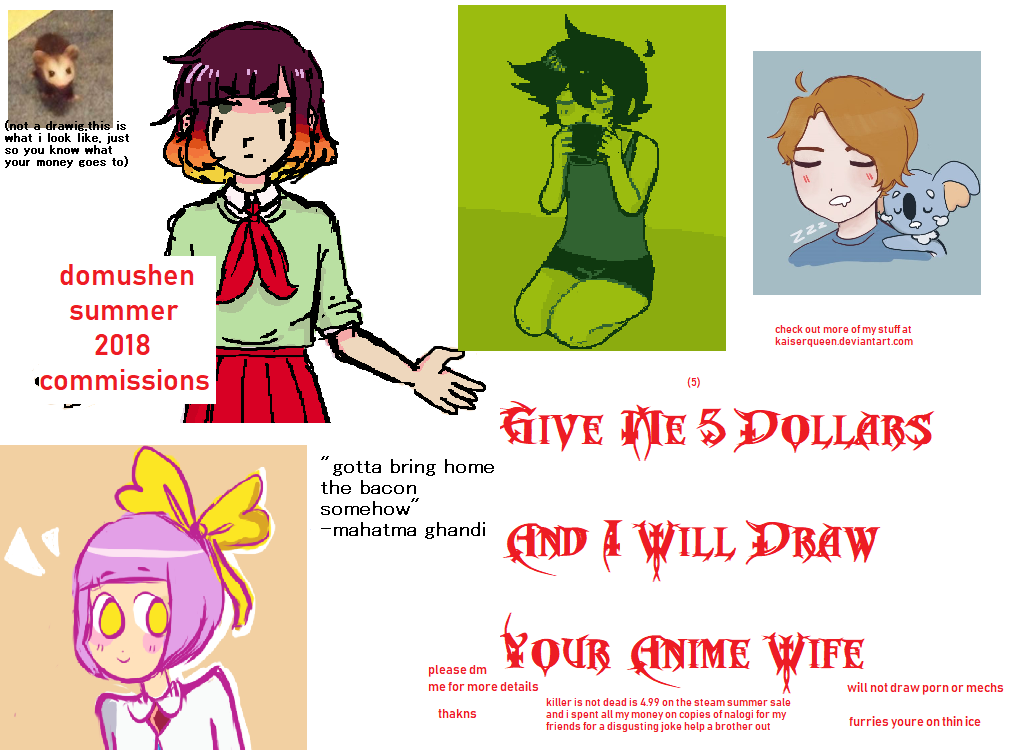 (not a drawig,this is
what i look like, just
so you know what
your money goes to)
domushen
summer
2018
commissions
zzz
check out more of my stuff at
kaiserqueen.deviantart.com
(5)
Give Me 5 Dollars
And I Will Draw
Your Anime Wife
"gotta bring home
the bacon
somehow"
-mahatma ghandi
please dm
me for more details
thakns
killer is not dead is 4.99 on the steam summer sale
and i spent all my money on copies of nalogi for my
friends for a disgusting joke help a brother out
will not draw porn or mechs
furries youre on thin ice